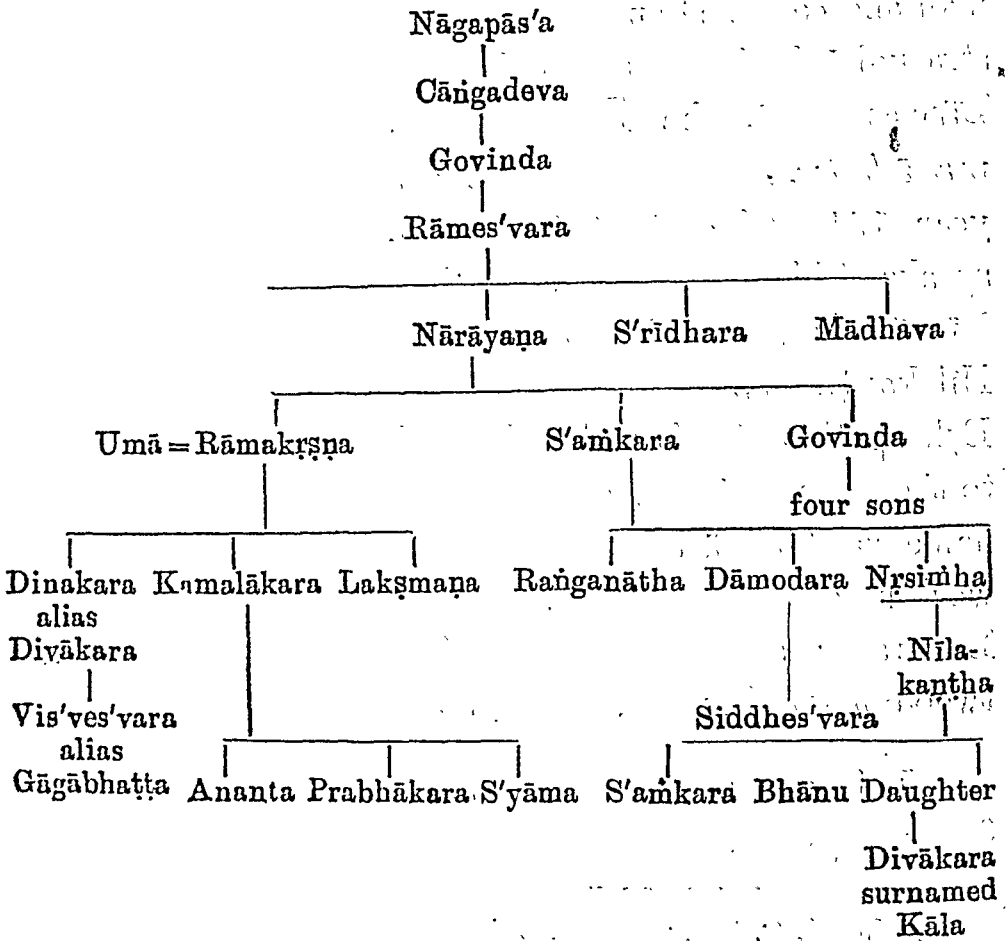 Nāgapās'a
Cāṅgadeva
Govinda
Rāmes'vara
Nārāyaṇa S'rīdhara Mādhava
Umā = Rāmakṛṣṇa S'aṁkara Govinda
four sons
Dinakara Kamalākara Lakṣmaṇa Raṅganātha Dāmodara Nṛsiṁha
alias
Divākara Nīla-
kaṇṭha
Vis'ves'vara Siddhes'vara
alias
Gāgābhaṭṭa Ananta Prabhākara S'yāma S'aṁkara Bhānu Daughter
Divākara
surnamed
Kāla